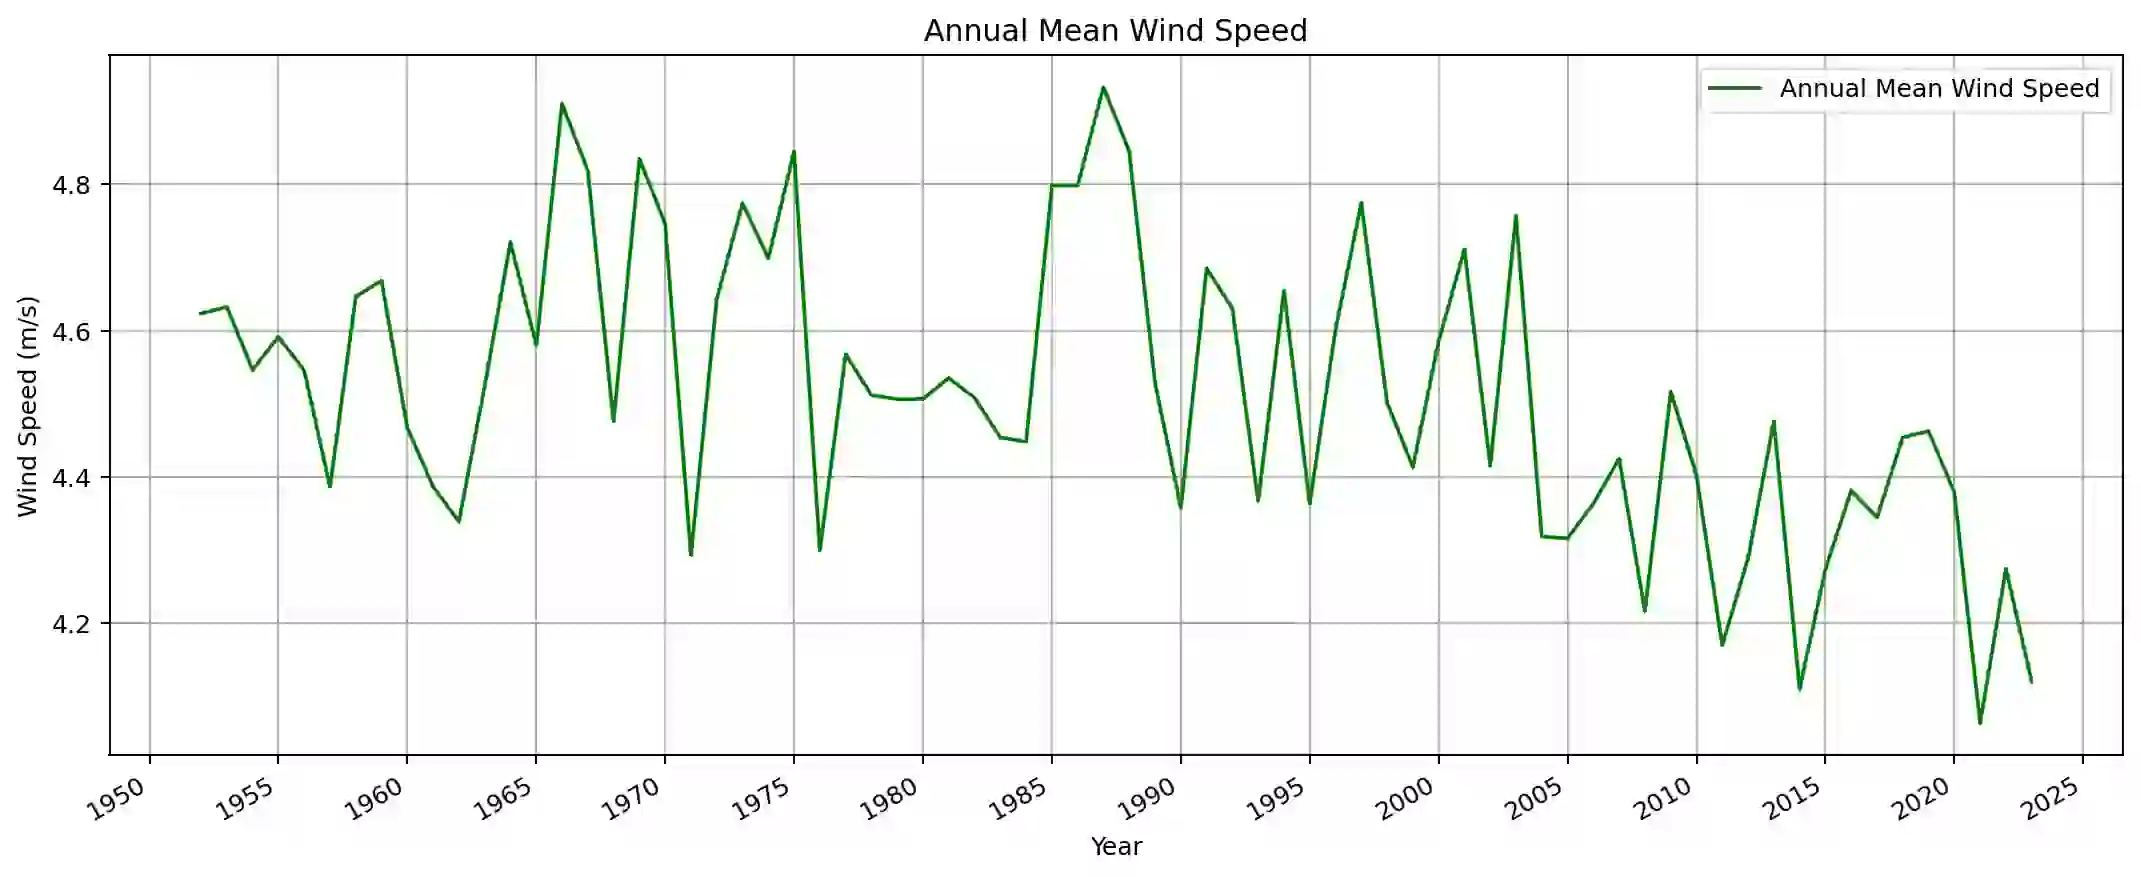 Annual Mean Wind Speed
Annual Mean Wind Speed
4.8
4.6
4.4
4.2
Wind Speed (m/s)
1950 1955 1960 1965 1970 1975 1980 1985 1990 1995 2000 2005 2010 2015 2020 2025
Year